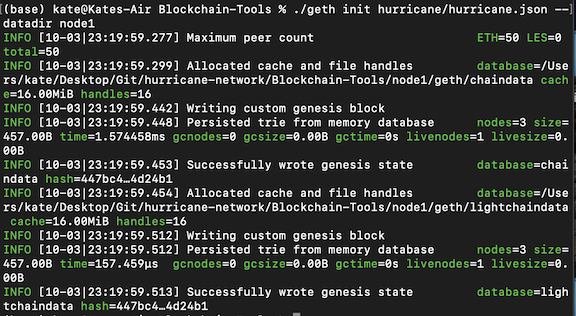 (base) kate@Kates-Air Blockchain-Tools % ./geth init hurricane/hurricane.json --
datadir node1
INFO [10-03|23:19:59.277] Maximum peer count                       ETH=50 LES=0
total=50
INFO [10-03|23:19:59.299] Allocated cache and file handles         database=/Use
rs/kate/Desktop/Git/hurricane-network/Blockchain-Tools/node1/geth/chaindata cach
e=16.00MiB handles=16
INFO [10-03|23:19:59.442] Writing custom genesis block
INFO [10-03|23:19:59.448] Persisted trie from memory database      nodes=3 size=
457.00B time=1.574458ms gcnodes=0 gcsize=0.00B gctime=0s livenodes=1 livesize=0.
00B
INFO [10-03|23:19:59.453] Successfully wrote genesis state         database=chai
ndata hash=447bc4…4d24b1
INFO [10-03|23:19:59.454] Allocated cache and file handles         database=/Use
rs/kate/Desktop/Git/hurricane-network/Blockchain-Tools/node1/geth/lightchaindata
 cache=16.00MiB handles=16
INFO [10-03|23:19:59.512] Writing custom genesis block
INFO [10-03|23:19:59.512] Persisted trie from memory database      nodes=3 size=
457.00B time=157.459µs  gcnodes=0 gcsize=0.00B gctime=0s livenodes=1 livesize=0.
00B
INFO [10-03|23:19:59.513] Successfully wrote genesis state         database=ligh
tchaindata hash=447bc4…4d24b1